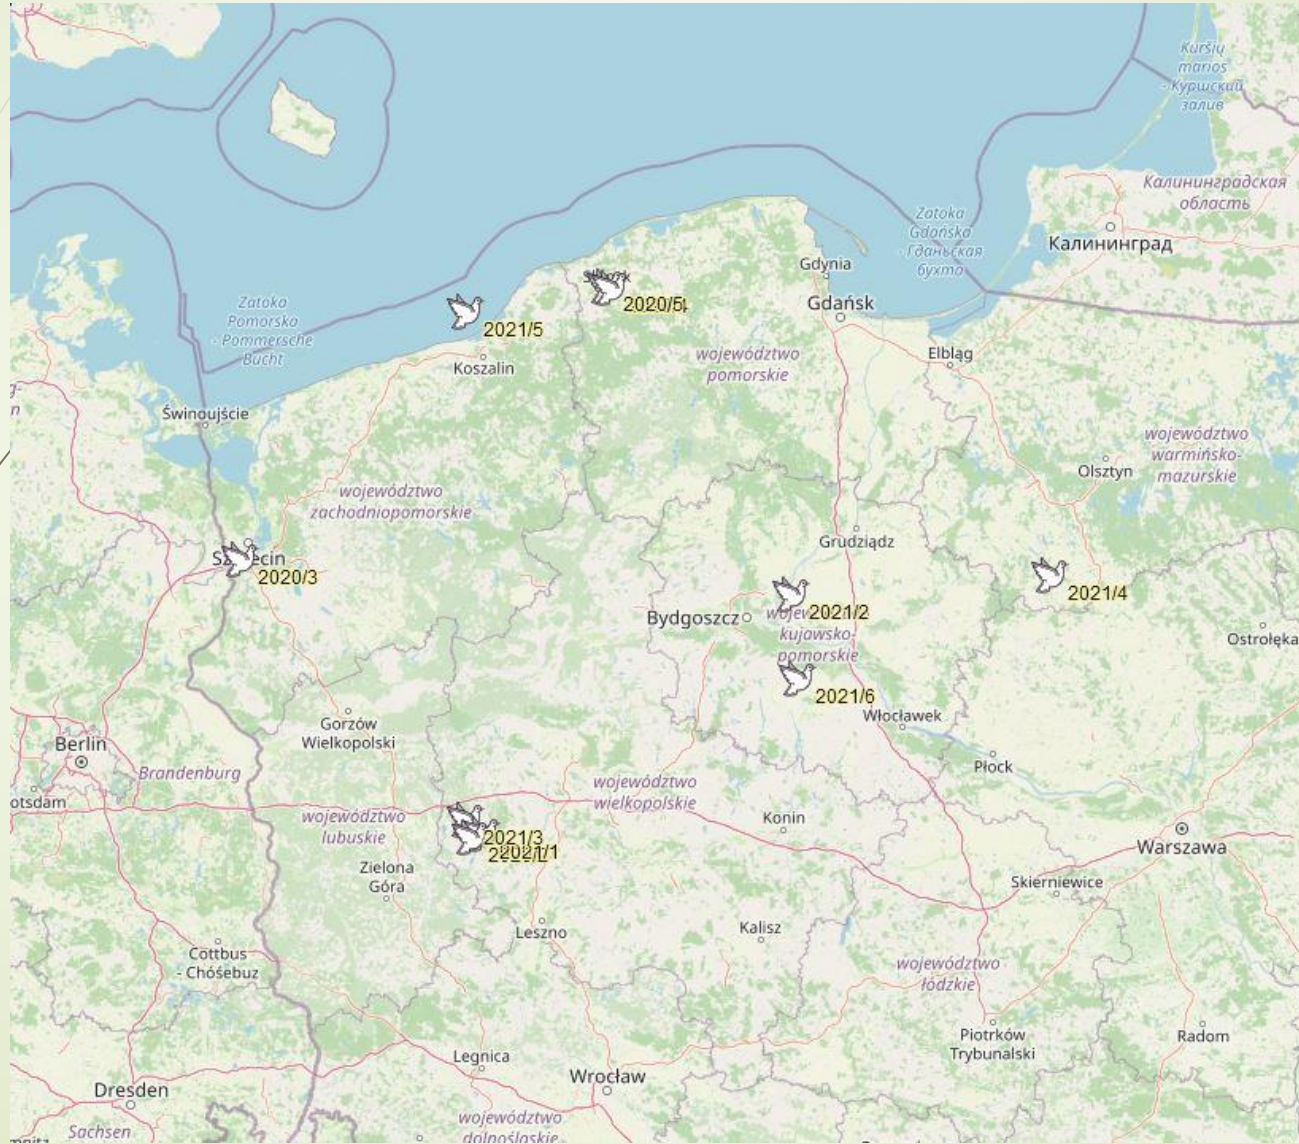 Kuršių
marios
- Куршский
залив
Калининградская
область
Zatoka
Gdańska
- Гданьская
бухта
Калининград
Gdynia
Gdańsk
2020/5
Zatoka
Pomorska
- Pommersche
Bucht
2021/5
Koszalin
województwo
pomorskie
Elbląg
Świnoujście
województwo
warmińsko-
mazurskie
Olsztyn
województwo
zachodniopomorskie
Grudziądz
2020/3
2021/4
2021/2
Bydgoszcz
kujawsko-
pomorskie
Ostrołęka
2021/6
Włocławek
Gorzów
Wielkopolski
Berlin
Brandenburg
Płock
województwo
wielkopolskie
otsdam
województwo
lubuskie
Konin
2021/3
2021/1
Warszawa
Zielona
Góra
Skierniewice
Leszno
Kalisz
Cottbus
- Chóśebuz
województwo
łódzkie
Piotrków
Trybunalski
Radom
Legnica
Wrocław
Dresden
województwo
dolnośląskie
Sachsen